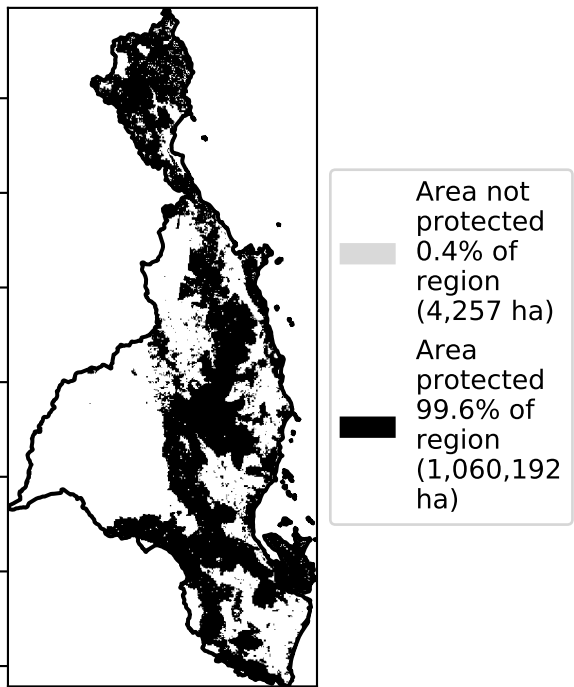 Area not
protected
0.4% of
region
(4,257 ha)
Area
protected
99.6% of
region
(1,060,192
ha)